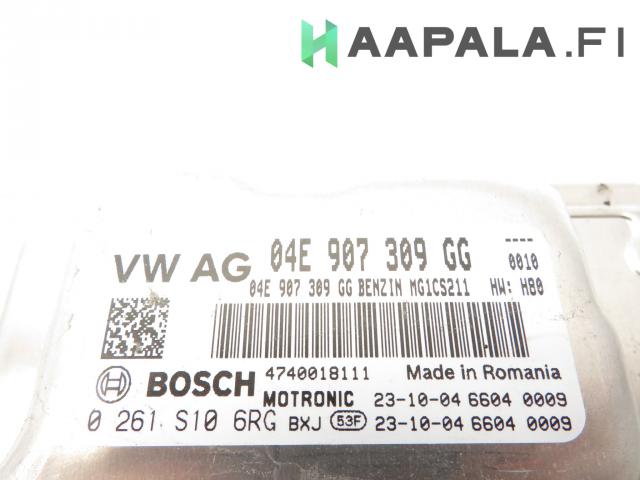 HAAPALA.FI
VW AG 04E 907 309 GG ----
0010
04E 907 309 GG BENZIN MG1CS211 HW: H80
BOSCH 4740018111 Made in Romania
MOTRONIC 23-10-04 6604 0009
0 261 S10 6RG BXJ 53F 23-10-04 6604 0009